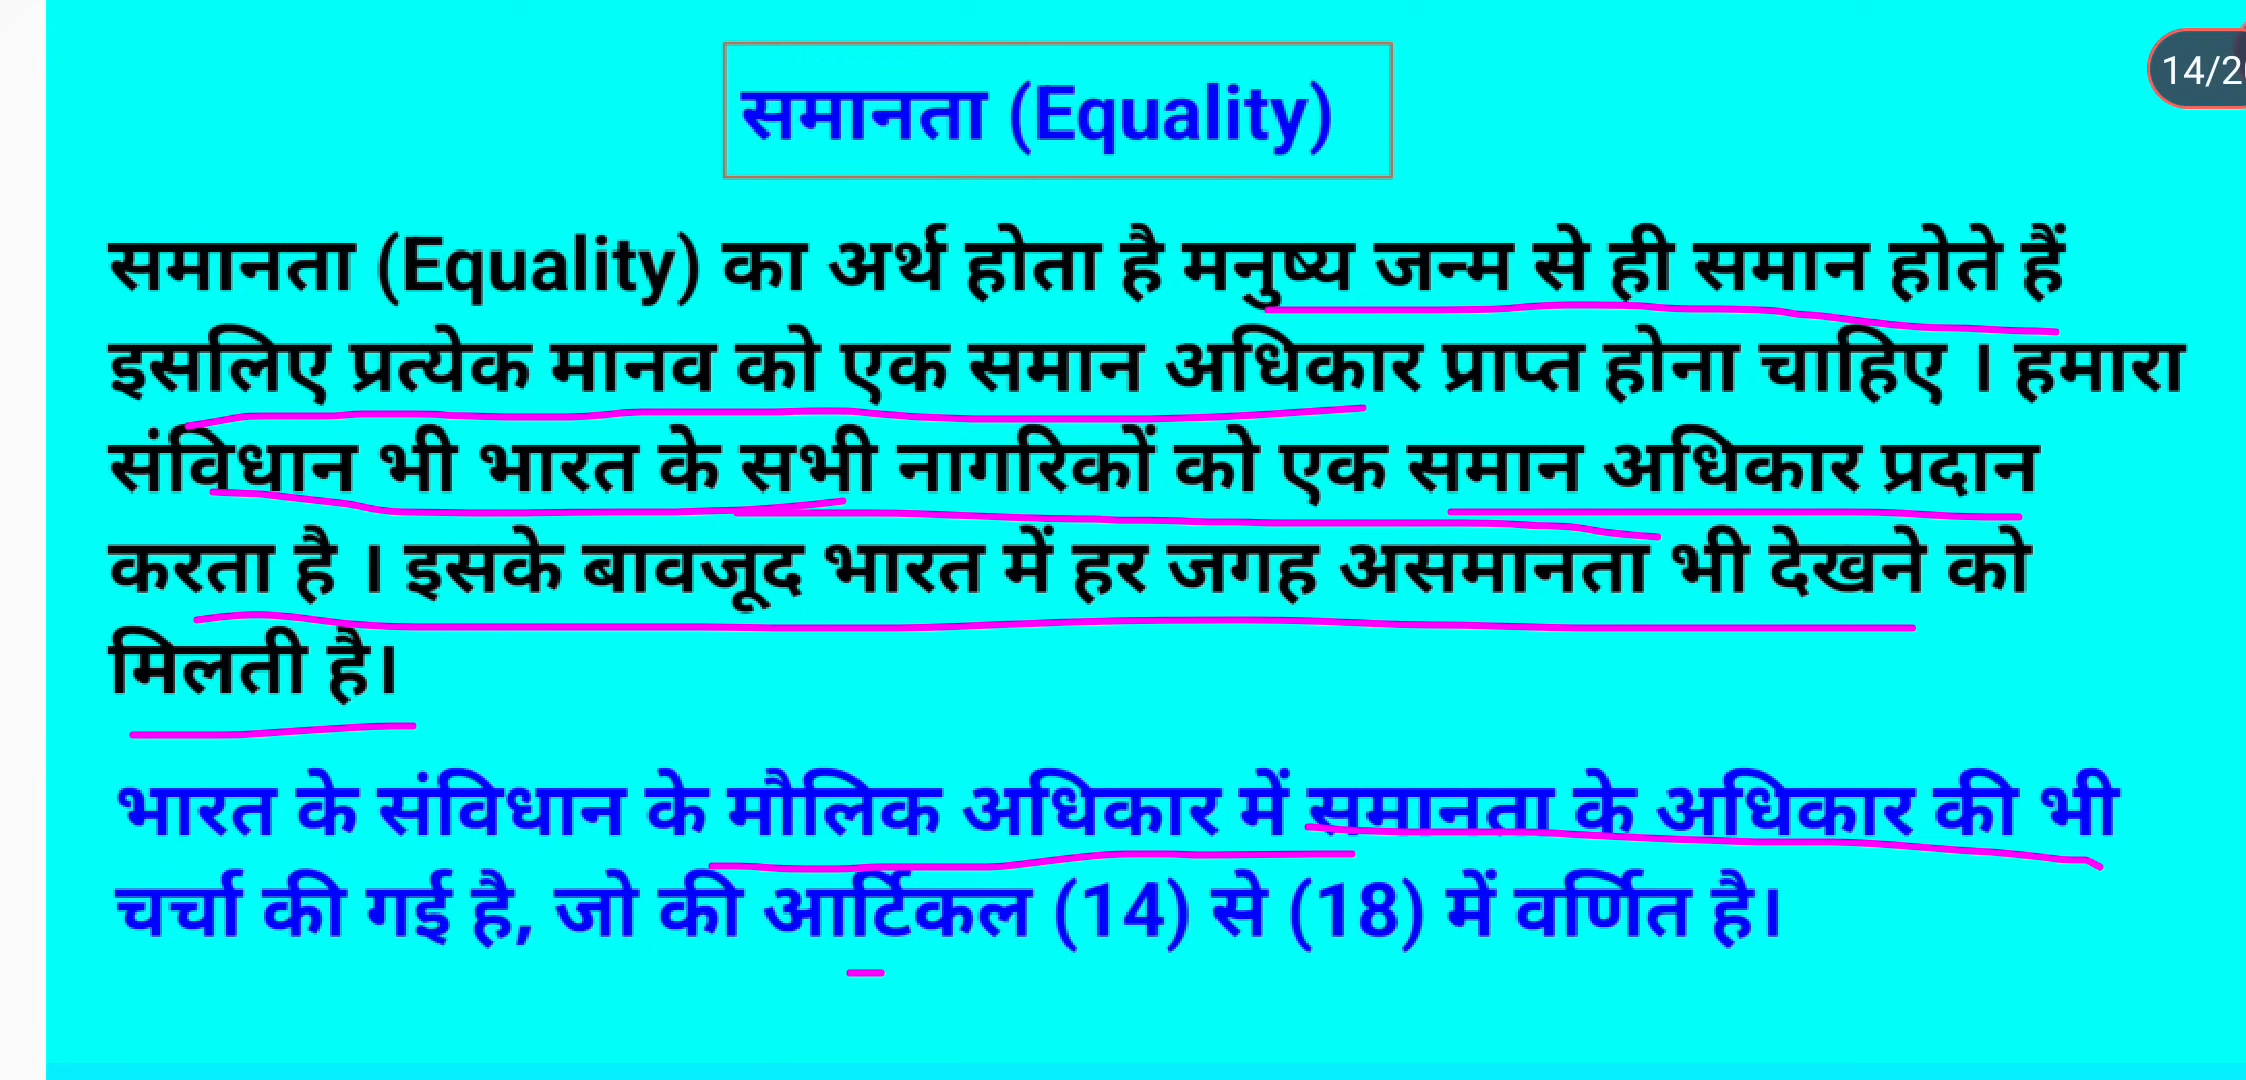 समानता (Equality)
14/2
समानता (Equality) का अर्थ होता है मनुष्य जन्म से ही समान होते हैं
इसलिए प्रत्येक मानव को एक समान अधिकार प्राप्त होना चाहिए । हमारा
संविधान भी भारत के सभी नागरिकों को एक समान अधिकार प्रदान
करता है । इसके बावजूद भारत में हर जगह असमानता भी देखने को
मिलती है।
भारत के संविधान के मौलिक अधिकार में समानता के अधिकार की भी
चर्चा की गई है, जो की आर्टिकल (14) से (18) में वर्णित है।